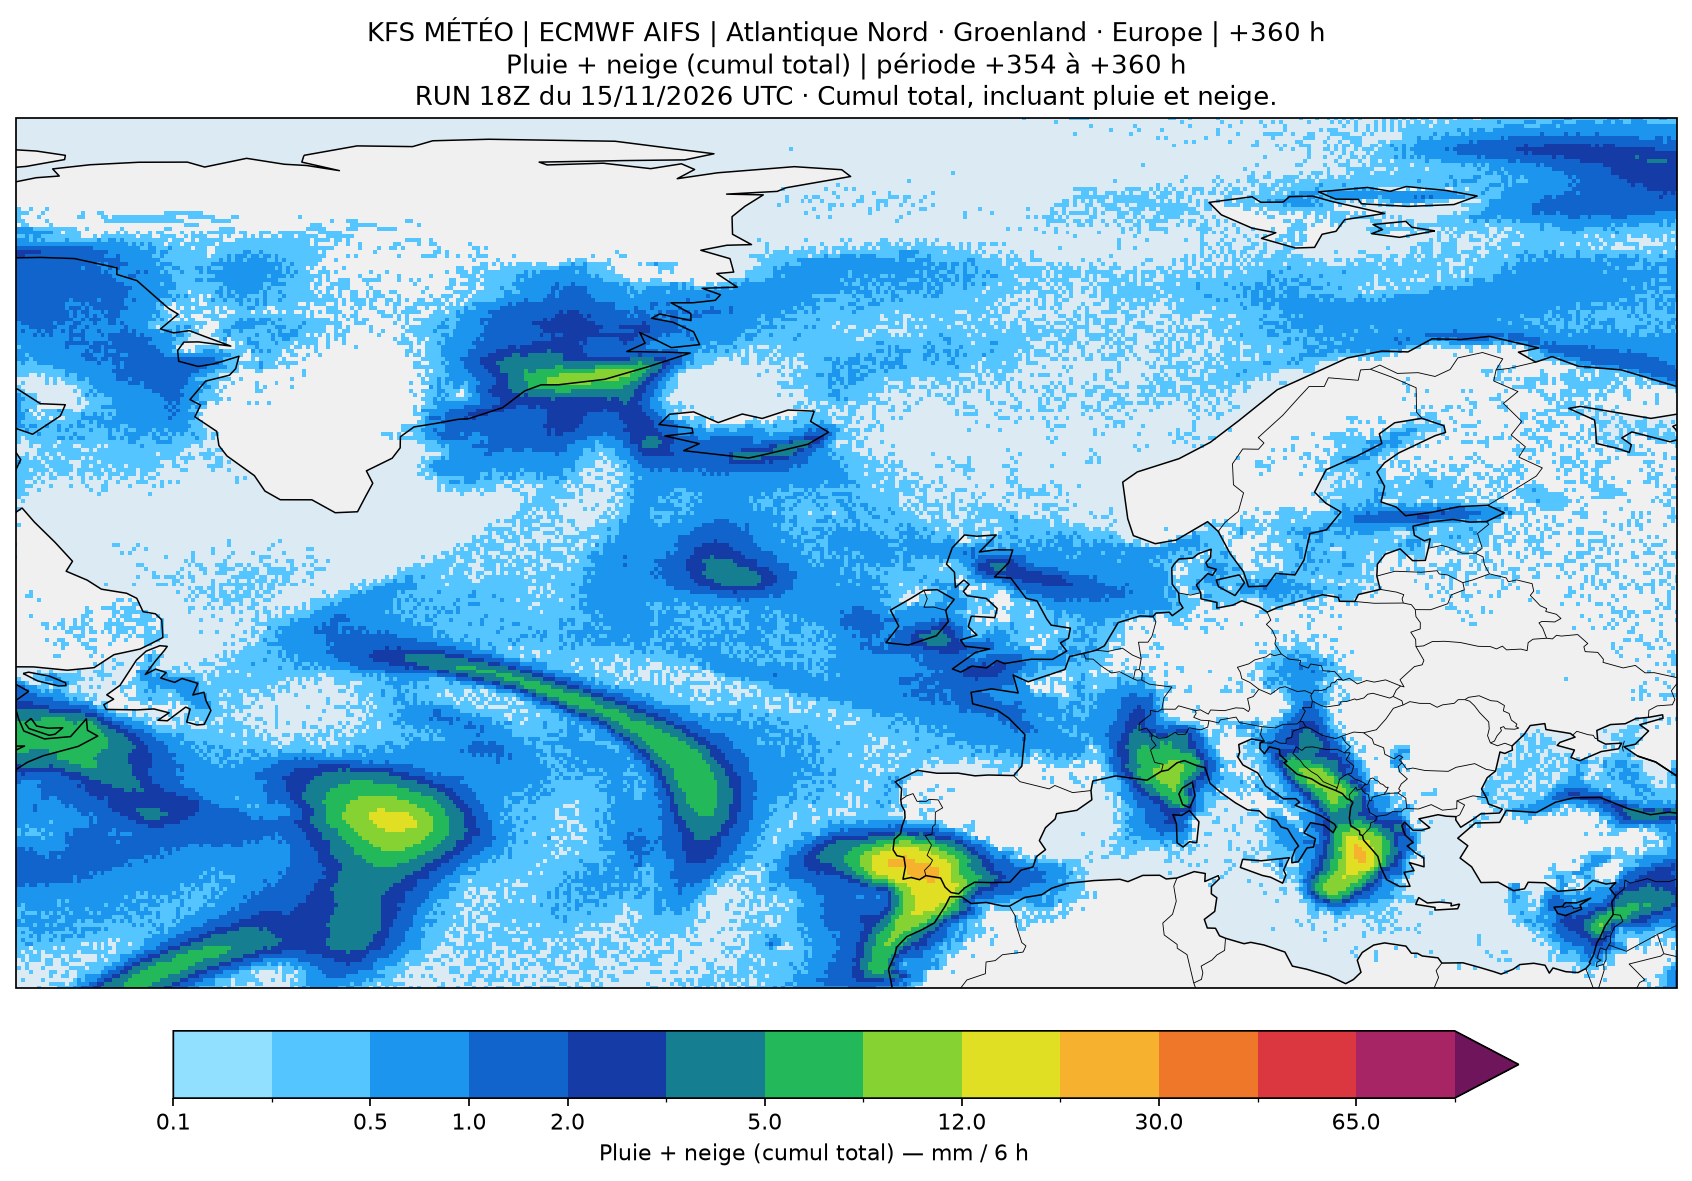 KFS MÉTÉO | ECMWF AIFS | Atlantique Nord · Groenland · Europe | +360 h
Pluie + neige (cumul total) | période +354 à +360 h
RUN 18Z du 15/11/2026 UTC · Cumul total, incluant pluie et neige.
0.1 0.5 1.0 2.0 5.0 12.0 30.0 65.0
Pluie + neige (cumul total) — mm / 6 h